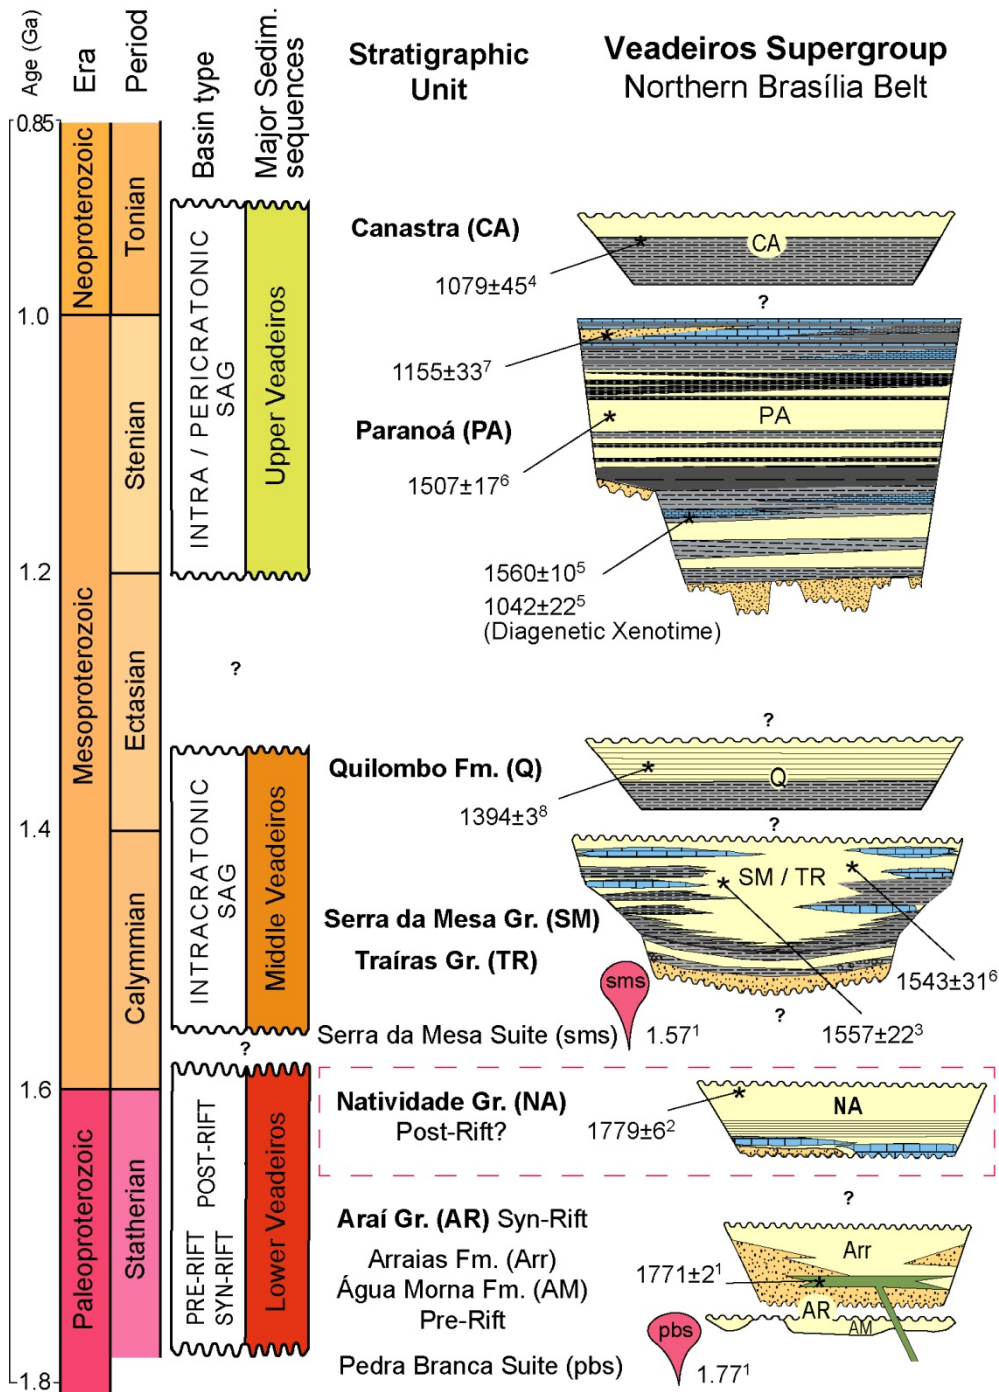 Age (Ga)
Era
Period
Basin type
Major Sedim.
sequences
Stratigraphic
Unit
Veadeiros Supergroup
Northern Brasília Belt
0.85
1.0
1.2
1.4
1.6
1.8
Neoproterozoic
Mesoproterozoic
Paleoproterozoic
Tonian
Stenian
Ectasian
Calymmian
Statherian
INTRA / PERICRATONIC
SAG
Upper Veadeiros
?
INTRACRATONIC
SAG
Middle Veadeiros
?
PRE-RIFT POST-RIFT
SYN-RIFT
Lower Veadeiros
Canastra (CA)
CA
1079±45⁴
?
1155±33⁷
Paranoá (PA)
PA
1507±17⁶
1560±10⁵
1042±22⁵
(Diagenetic Xenotime)
?
Quilombo Fm. (Q)
Q
1394±3⁸
?
SM / TR
Serra da Mesa Gr. (SM)
Traíras Gr. (TR)
1543±31⁶
sms
?
Serra da Mesa Suite (sms) 1.57¹
1557±22³
Natividade Gr. (NA)
NA
Post-Rift?
1779±6²
?
Araí Gr. (AR) Syn-Rift
Arr
Arraias Fm. (Arr)
1771±2¹
Água Morna Fm. (AM)
AR
Pre-Rift
AM
pbs
Pedra Branca Suite (pbs) 1.77¹